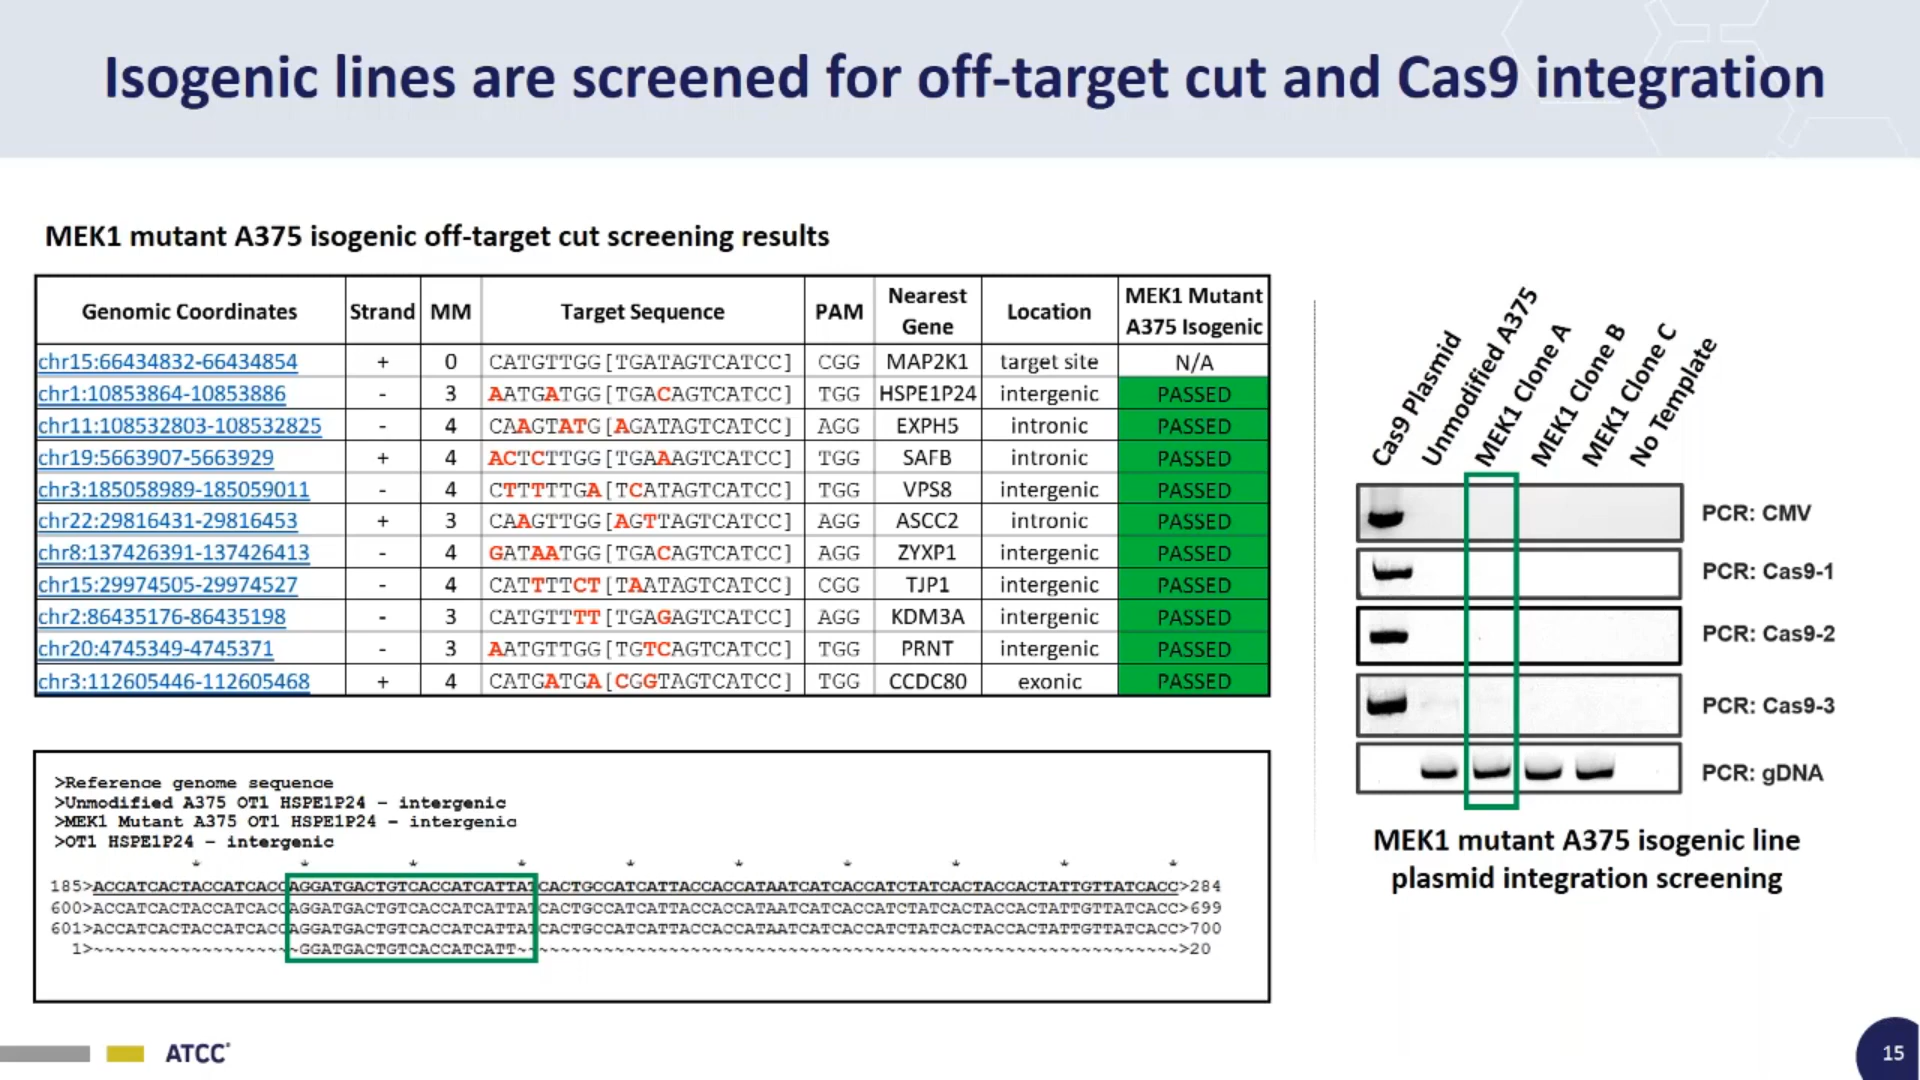 Isogenic lines are screened for off-target cut and Cas9 integration
MEK1 mutant A375 isogenic off-target cut screening results
Genomic Coordinates Strand MM Target Sequence PAM Nearest Gene Location MEK1 Mutant A375 Isogenic
chr15:66434832-66434854 + 0 CATGTTGG[TGATAGTCATCC] CGG MAP2K1 target site N/A
chr1:10853864-10853886 - 3 AATGATGG[TGACAGTCATCC] TGG HSPE1P24 intergenic PASSED
chr11:108532803-108532825 - 4 CAAGTATG[AGATAGTCATCC] AGG EXPH5 intronic PASSED
chr19:5663907-5663929 + 4 ACTCTTGG[TGAAAGTCATCC] TGG SAFB intronic PASSED
chr3:185058989-185059011 - 4 CTTTTTGA[TCATAGTCATCC] TGG VPS8 intergenic PASSED
chr22:29816431-29816453 + 3 CAAGTTGG[AGTTAGTCATCC] AGG ASCC2 intronic PASSED
chr8:137426391-137426413 - 4 GATAATGG[TGACAGTCATCC] AGG ZYXP1 intergenic PASSED
chr15:29974505-29974527 - 4 CATTTTCT[TAATAGTCATCC] CGG TJP1 intergenic PASSED
chr2:86435176-86435198 - 3 CATGTTTT[TGAGAGTCATCC] AGG KDM3A intergenic PASSED
chr20:4745349-4745371 - 3 AATGTTGG[TGTCAGTCATCC] TGG PRNT intergenic PASSED
chr3:112605446-112605468 + 4 CATGATGA[CGGTAGTCATCC] TGG CCDC80 exonic PASSED
>Reference genome sequence
>Unmodified A375 OT1 HSPE1P24 – intergenic
>MEK1 Mutant A375 OT1 HSPE1P24 – intergenic
>OT1 HSPE1P24 – intergenic
* * * * * * * * * *
185>ACCATCACTACCATCACCAGGATGACTGTCACCATCATTATCACTGCCATCATTACCACCATAATCATCACCATCTATCACTACCACTATTGTTATCACC>284
600>ACCATCACTACCATCACCAGGATGACTGTCACCATCATTATCACTGCCATCATTACCACCATAATCATCACCATCTATCACTACCACTATTGTTATCACC>699
601>ACCATCACTACCATCACCAGGATGACTGTCACCATCATTATCACTGCCATCATTACCACCATAATCATCACCATCTATCACTACCACTATTGTTATCACC>700
1>~~~~~~~~~~~~~~~~~~~GGATGACTGTCACCATCATT~~~~~~~~~~~~~~~~~~~~~~~~~~~~~~~~~~~~~~~~~~~~~~~~~~~~~~~~~~~~~>20
Cas9 Plasmid
Unmodified A375
MEK1 Clone A
MEK1 Clone B
MEK1 Clone C
No Template
PCR: CMV
PCR: Cas9-1
PCR: Cas9-2
PCR: Cas9-3
PCR: gDNA
MEK1 mutant A375 isogenic line
plasmid integration screening
ATCC®
15